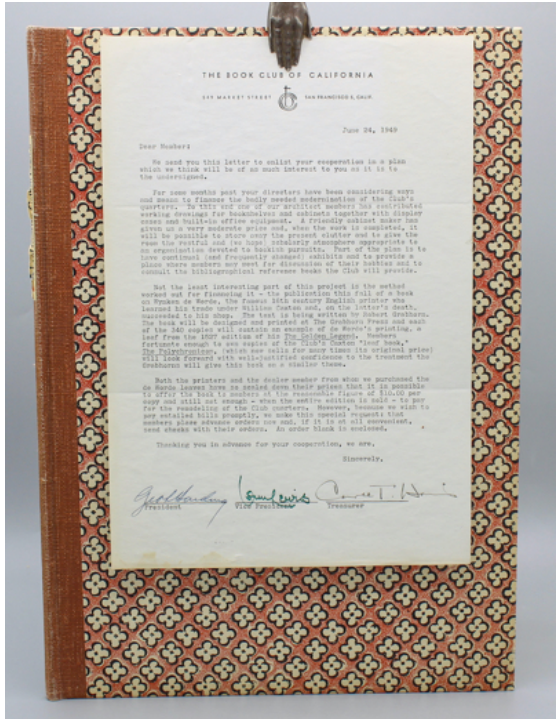 THE BOOK CLUB OF CALIFORNIA
MARKET STREET SAN FRANCISCO 5, CALIF.
June 24, 1949
Dear Member:
We send you this letter to enlist your cooperation in a plan
which we think will be of as much interest to you as it is to
the undersigned.
For some months past your directors have been considering ways
and means to finance the badly needed modernization of the Club's
quarters. To this end one of our architect members has contributed
working drawings for bookshelves and cabinets together with display
cases and built-in office equipment. A friendly cabinet maker has
given us a very moderate price and, when the work is completed, it
will be possible to store away the present clutter and to give the
room the restful and (we hope) scholarly atmosphere appropriate to
an organization devoted to bookish pursuits. Part of the plan is to
have continual (and frequently changed) exhibits and to provide a
place where members may meet for discussion of their hobbies and to
consult the bibliographical reference books the Club will provide.
Not the least interesting part of this project is the method
worked out for financing it - the publication this fall of a book
on Wynken de Worde, the famous 16th century English printer who
learned his trade under William Caxton and, on the latter's death,
succeeded to his shop. The text is being written by Robert Grabhorn.
The book will be designed and printed at The Grabhorn Press and each
of the 340 copies will contain an example of de Worde's printing, a
leaf from the 1527 edition of his The Golden Legend. Members
fortunate enough to own copies of the Club's Caxton "leaf book,"
The Polychronicon, (which now sells for many times its original price)
will look forward with well-justified confidence to the treatment the
Grabhorns will give this book on a similar theme.
Both the printers and the dealer member from whom we purchased the
de Worde leaves have so scaled down their prices that it is possible
to offer the book to members at the reasonable figure of $10.00 per
copy and still net enough - when the entire edition is sold - to pay
for the remodeling of the Club quarters. However, because we wish to
pay entailed bills promptly, we make this special request: that
members place advance orders now and, if it is at all convenient,
send checks with their orders. An order blank is enclosed.
Thanking you in advance for your cooperation, we are,
Sincerely,
President Vice President Treasurer